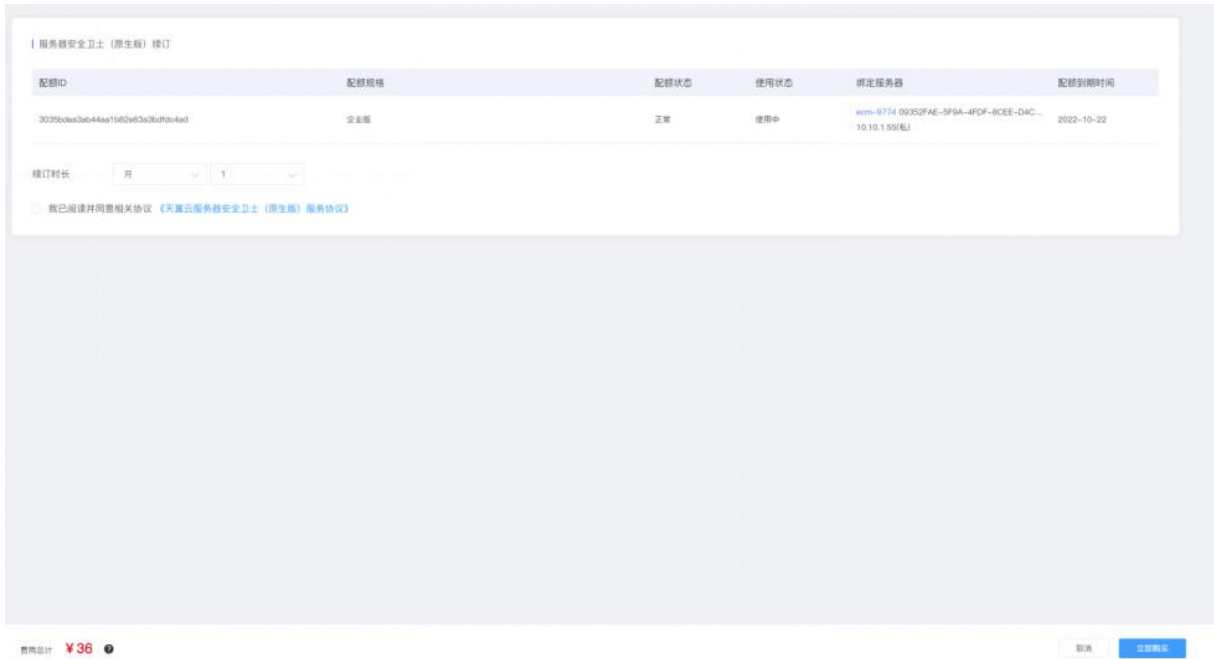 服务器安全卫士（原生版）续订
配额ID 配额规格 配额状态 使用状态 绑定服务器 配额到期时间
企业版 正常 使用中 ecm-9774 09352FAE-5F9A-4FDF-8CEE-D4C... 2022-10-22
10.10.1.55(私)
续订时长 月 1
我已阅读并同意相关协议 《天翼云服务器安全卫士（原生版）服务协议》
费用总计 ¥36 ?
取消 立即购买